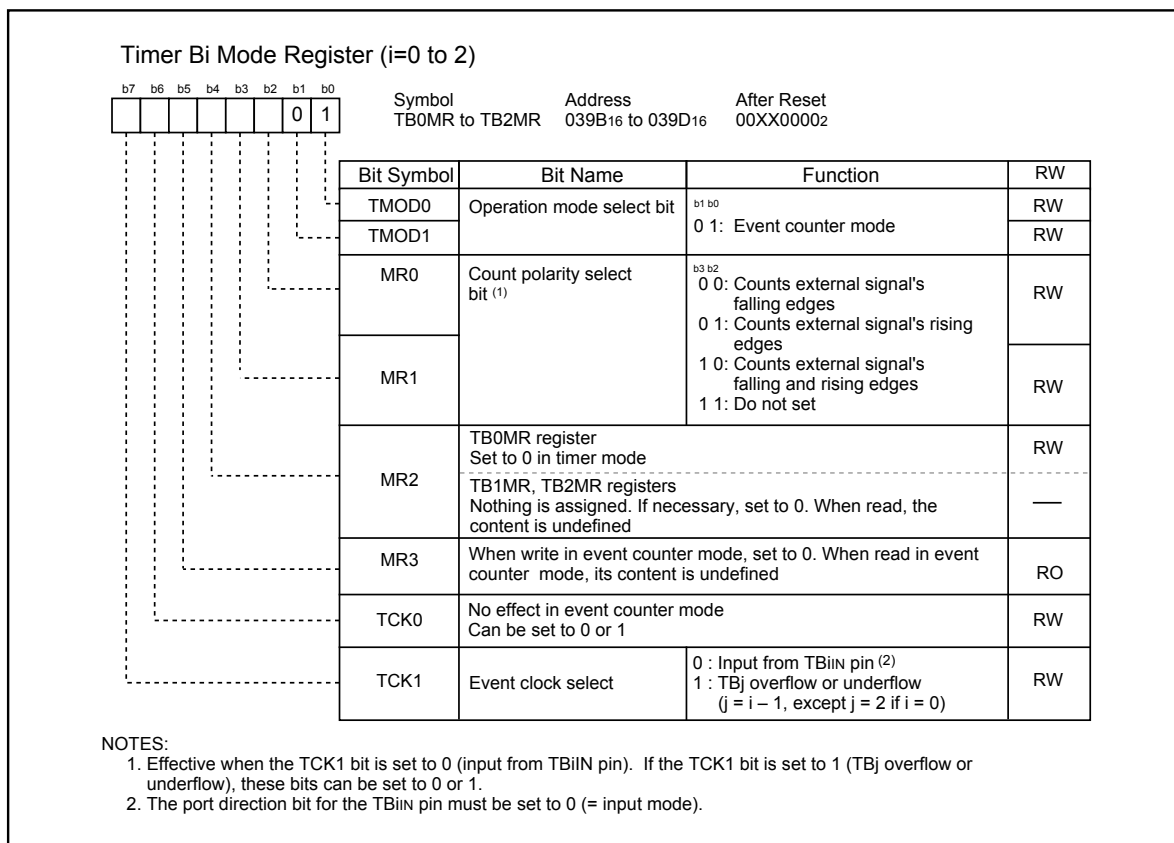 Timer Bi Mode Register (i=0 to 2)
b7 b6 b5 b4 b3 b2 b1 b0
0 1
Symbol Address After Reset
TB0MR to TB2MR 039B16 to 039D16 00XX00002
Bit Symbol Bit Name Function RW
TMOD0 Operation mode select bit b1 b0 RW
TMOD1 0 1: Event counter mode RW
MR0 Count polarity select
bit (1)
b3 b2
0 0: Counts external signal's
falling edges
RW
0 1: Counts external signal's rising
edges
MR1
1 0: Counts external signal's
falling and rising edges
1 1: Do not set
RW
MR2
TB0MR register
Set to 0 in timer mode
RW
TB1MR, TB2MR registers
Nothing is assigned. If necessary, set to 0. When read, the
content is undefined
—
MR3
When write in event counter mode, set to 0. When read in event
counter mode, its content is undefined
RO
TCK0
No effect in event counter mode
Can be set to 0 or 1
RW
TCK1 Event clock select
0 : Input from TBiIN pin (2)
1 : TBj overflow or underflow
(j = i – 1, except j = 2 if i = 0)
RW
NOTES:
1. Effective when the TCK1 bit is set to 0 (input from TBiIN pin). If the TCK1 bit is set to 1 (TBj overflow or
underflow), these bits can be set to 0 or 1.
2. The port direction bit for the TBiIN pin must be set to 0 (= input mode).